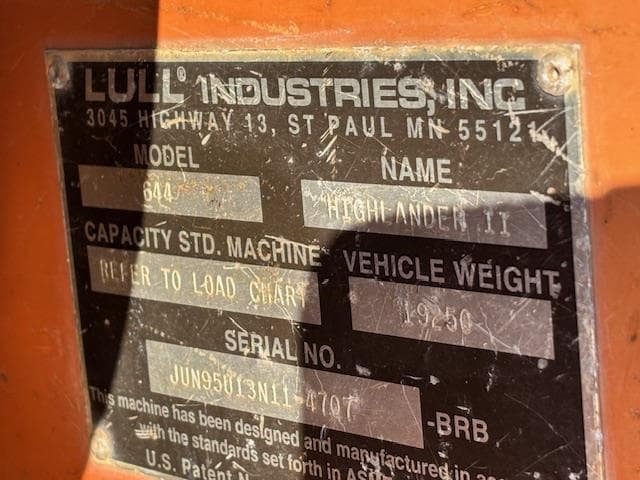 LULL® INDUSTRIES, INC
3045 HIGHWAY 13, ST PAUL MN 55121
MODEL
644
NAME
HIGHLANDER II
CAPACITY STD. MACHINE
REFER TO LOAD CHART
VEHICLE WEIGHT
19250
SERIAL NO.
JUN95U13N11-4707
-BRB
This machine has been designed and manufactured in
with the standards set forth in
U.S. Patent